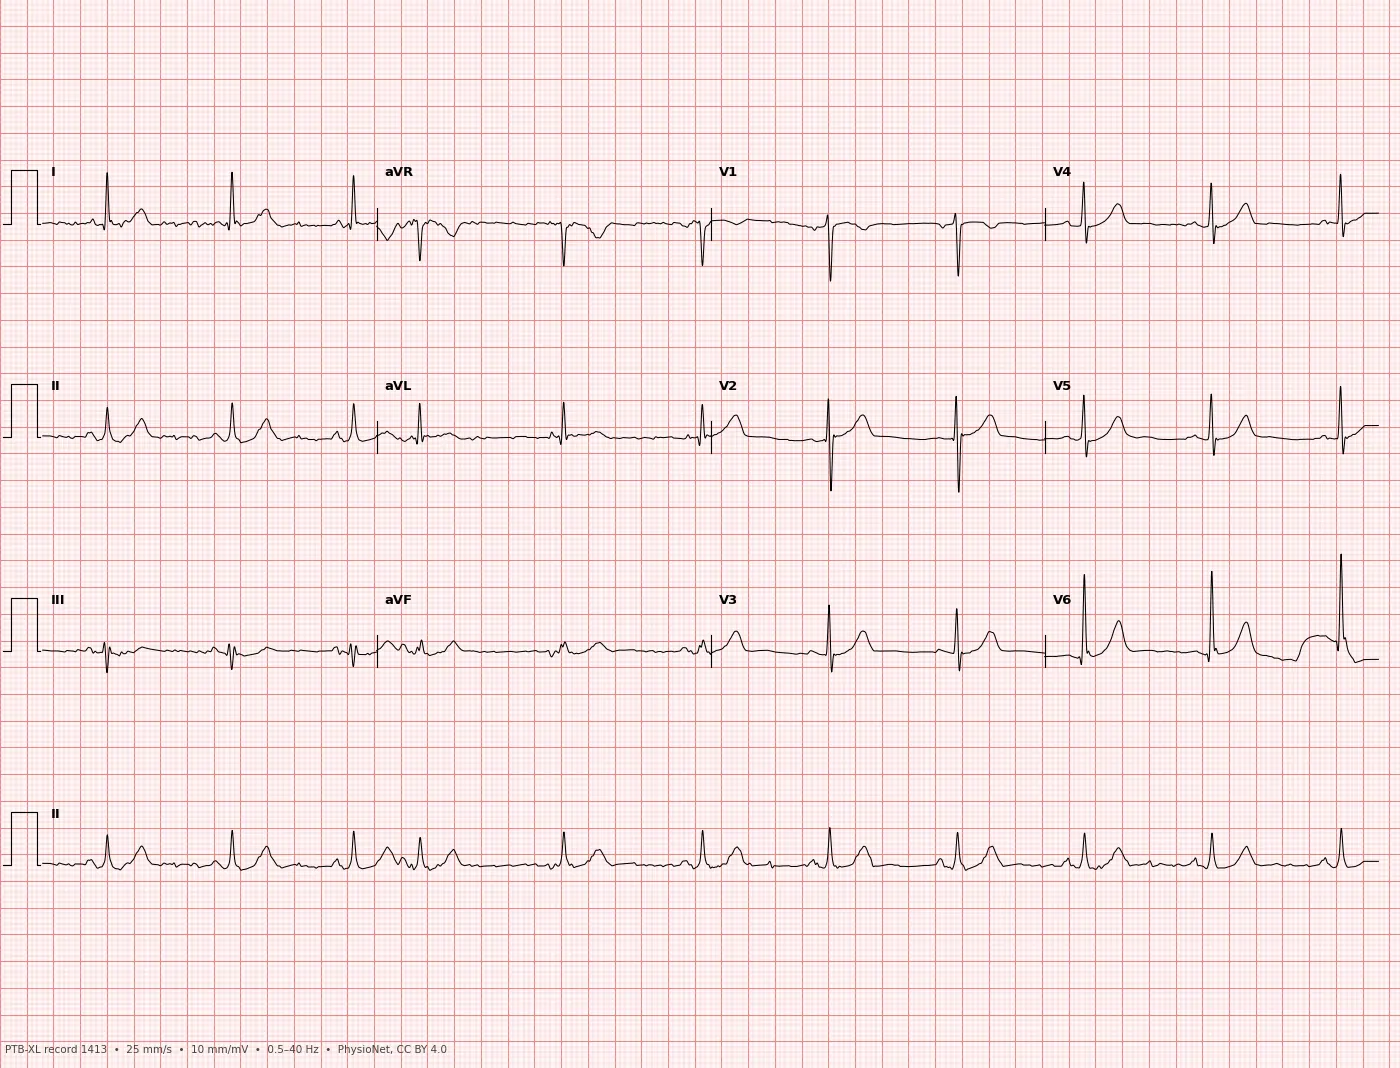 I aVR V1 V4
II aVL V2 V5
III aVF V3 V6
II
PTB-XL record 1413 • 25 mm/s • 10 mm/mV • 0.5–40 Hz • PhysioNet, CC BY 4.0